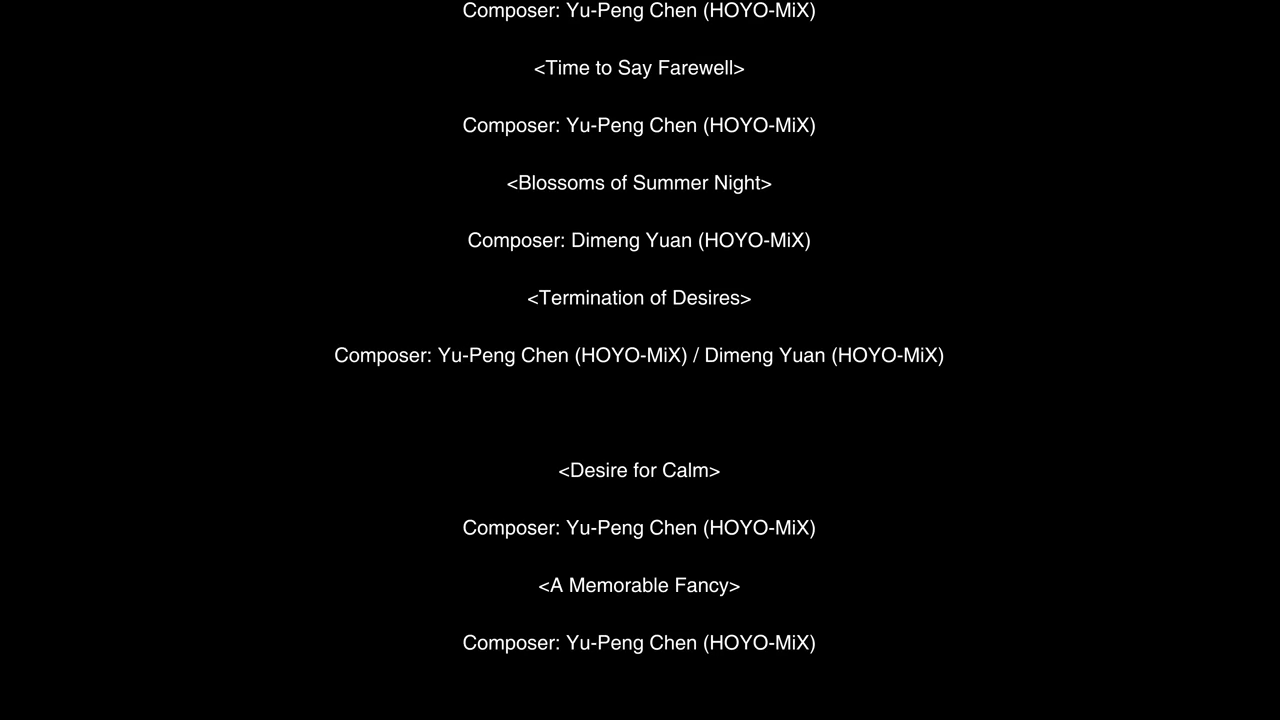 Composer: Yu-Peng Chen (HOYO-MiX)
<Time to Say Farewell>
Composer: Yu-Peng Chen (HOYO-MiX)
<Blossoms of Summer Night>
Composer: Dimeng Yuan (HOYO-MiX)
<Termination of Desires>
Composer: Yu-Peng Chen (HOYO-MiX) / Dimeng Yuan (HOYO-MiX)
<Desire for Calm>
Composer: Yu-Peng Chen (HOYO-MiX)
<A Memorable Fancy>
Composer: Yu-Peng Chen (HOYO-MiX)